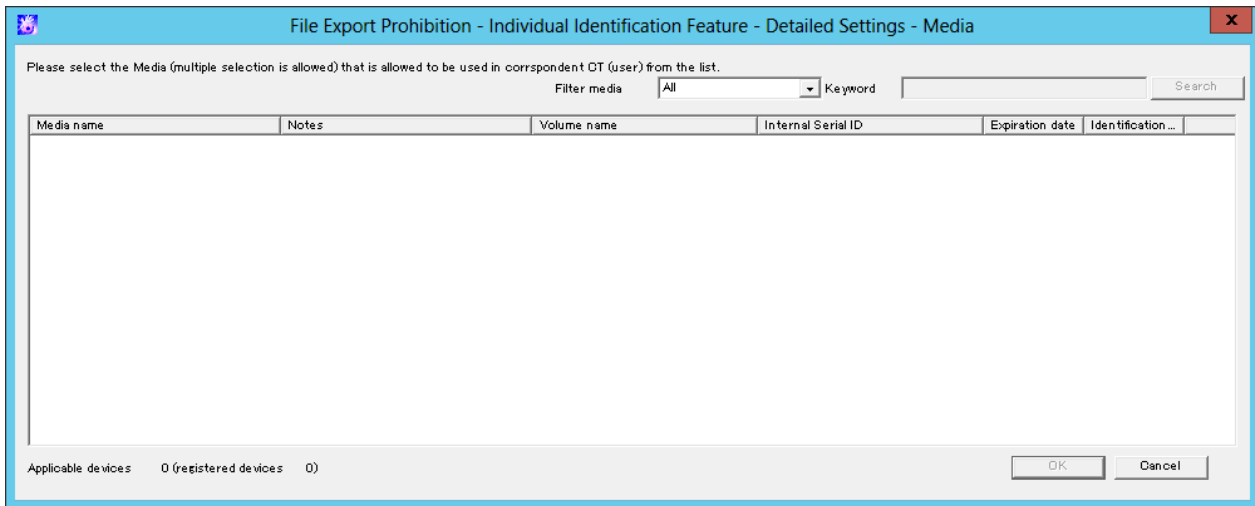 File Export Prohibition - Individual Identification Feature - Detailed Settings - Media
x
Please select the Media (multiple selection is allowed) that is allowed to be used in corrspondent CT (user) from the list.
Filter media All Keyword Search
Media name Notes Volume name Internal Serial ID Expiration date Identification ...
Applicable devices 0 (registered devices 0)
OK Cancel